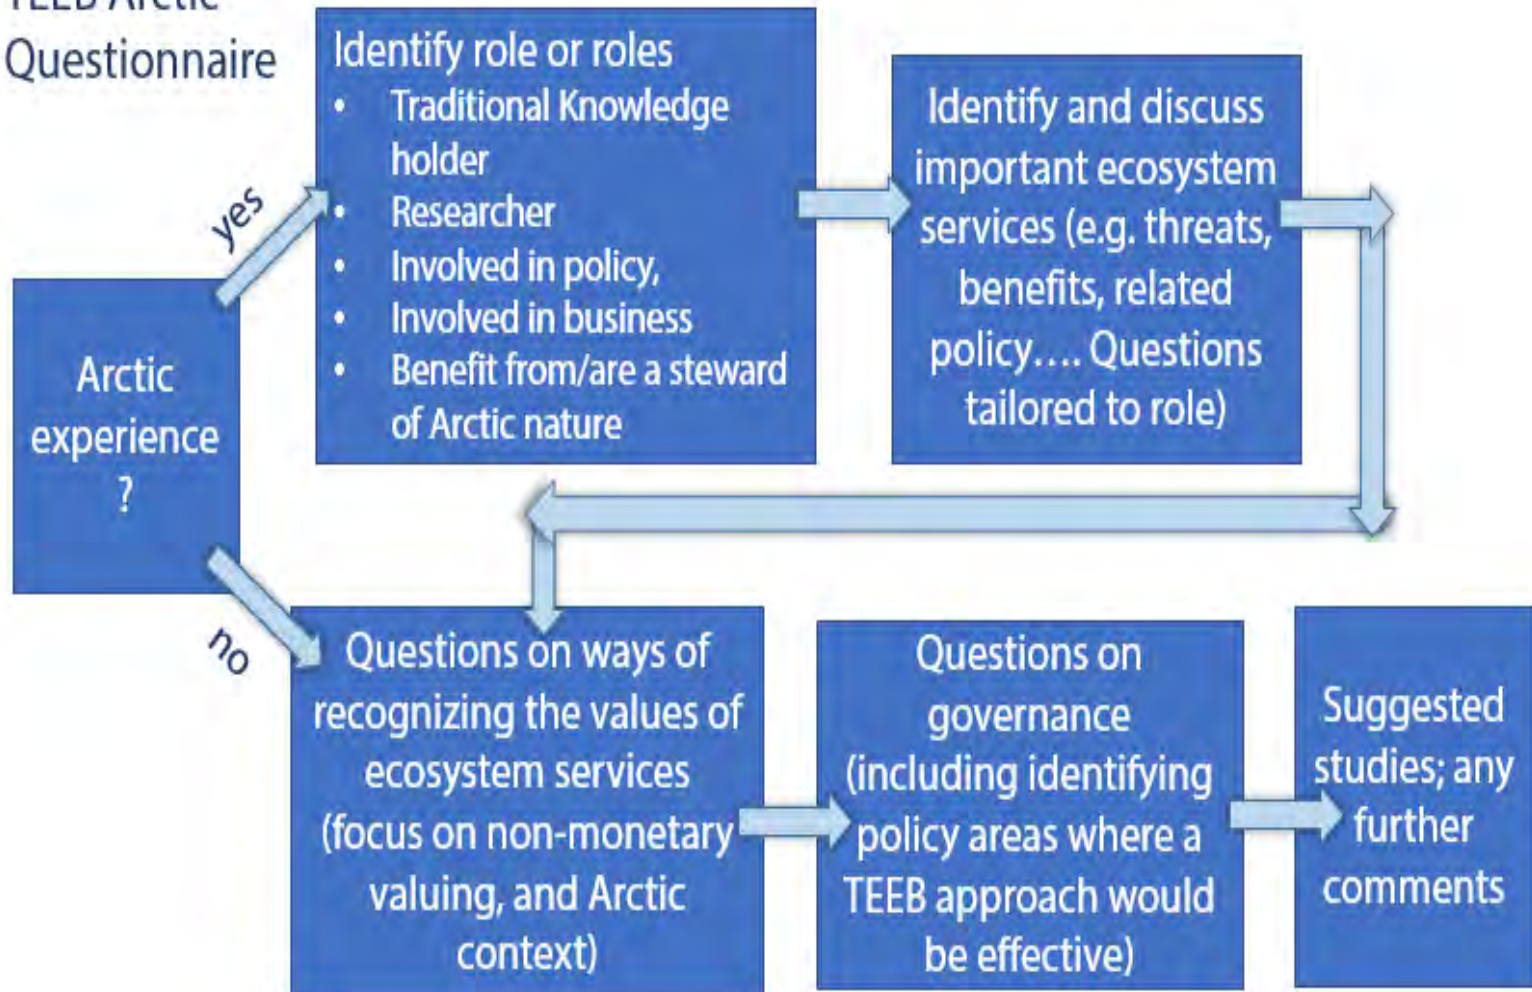 TEEB Arctic
Questionnaire
Identify role or roles
• Traditional Knowledge
holder
• Researcher
• Involved in policy,
• Involved in business
• Benefit from/are a steward
of Arctic nature
Identify and discuss
important ecosystem
services (e.g. threats,
benefits, related
policy.... Questions
tailored to role)
yes
Arctic
experience
?
no
Questions on ways of
recognizing the values of
ecosystem services
(focus on non-monetary
valuing, and Arctic
context)
Questions on
governance
(including identifying
policy areas where a
TEEB approach would
be effective)
Suggested
studies; any
further
comments